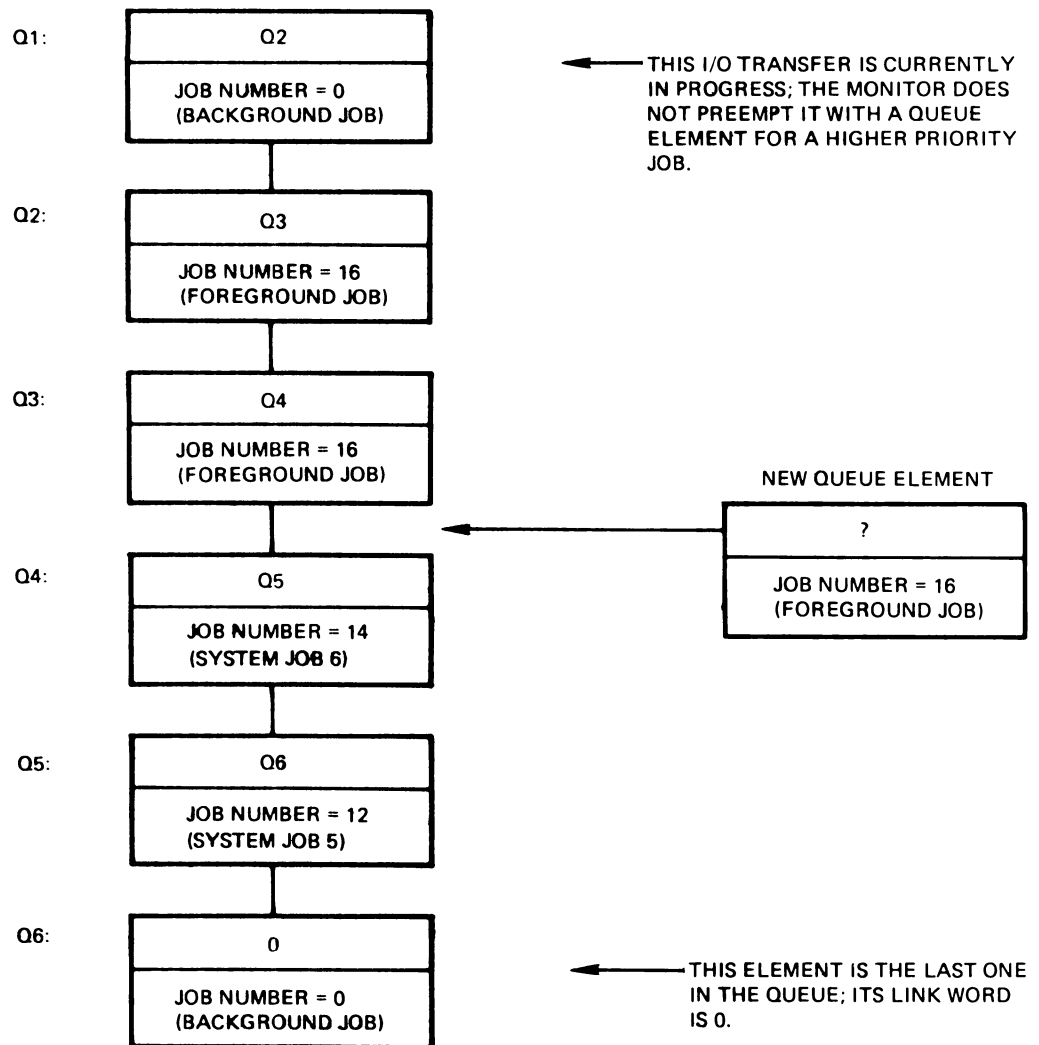 Q1:
Q2
JOB NUMBER = 0
(BACKGROUND JOB)
THIS I/O TRANSFER IS CURRENTLY
IN PROGRESS; THE MONITOR DOES
NOT PREEMPT IT WITH A QUEUE
ELEMENT FOR A HIGHER PRIORITY
JOB.
Q2:
Q3
JOB NUMBER = 16
(FOREGROUND JOB)
Q3:
Q4
JOB NUMBER = 16
(FOREGROUND JOB)
NEW QUEUE ELEMENT
?
JOB NUMBER = 16
(FOREGROUND JOB)
Q4:
Q5
JOB NUMBER = 14
(SYSTEM JOB 6)
Q5:
Q6
JOB NUMBER = 12
(SYSTEM JOB 5)
Q6:
0
JOB NUMBER = 0
(BACKGROUND JOB)
THIS ELEMENT IS THE LAST ONE
IN THE QUEUE; ITS LINK WORD
IS 0.